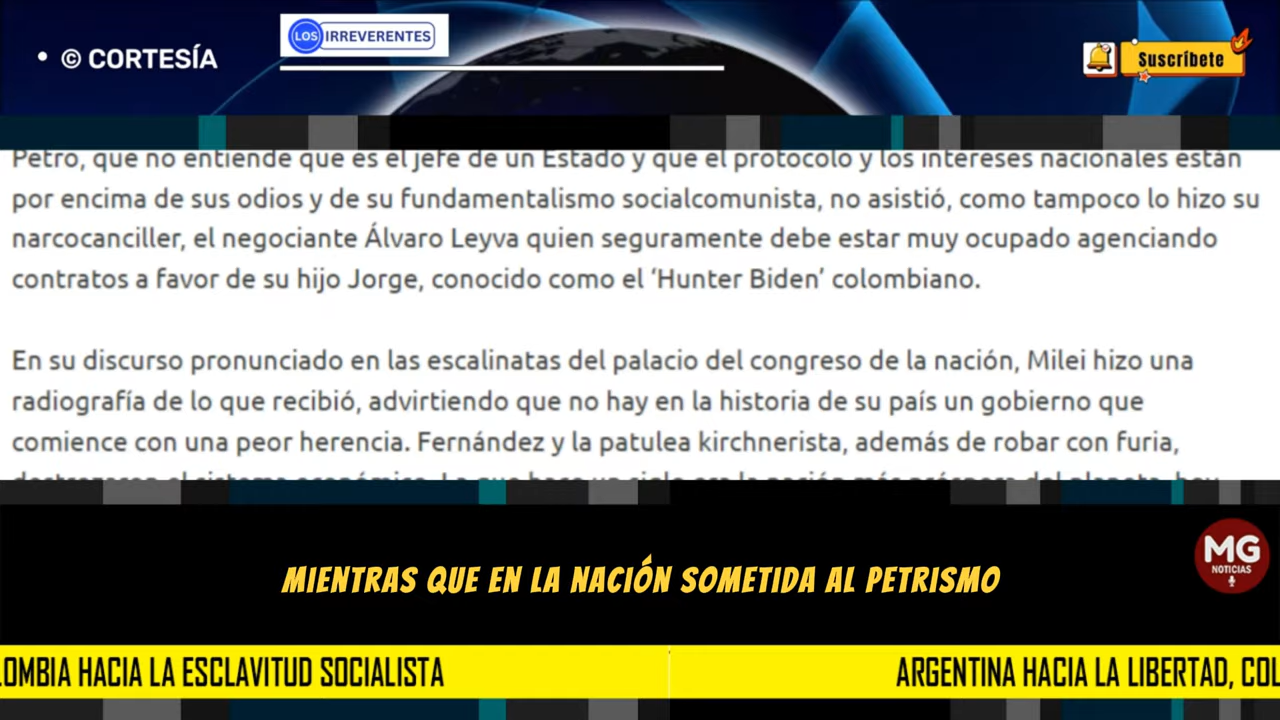 • © CORTESÍA
LOS IRREVERENTES
Suscríbete
Petro, que no entiende que es el jefe de un Estado y que el protocolo y los intereses nacionales están
por encima de sus odios y de su fundamentalismo socialcomunista, no asistió, como tampoco lo hizo su
narcocanciller, el negociante Álvaro Leyva quien seguramente debe estar muy ocupado agenciando
contratos a favor de su hijo Jorge, conocido como el ‘Hunter Biden’ colombiano.
En su discurso pronunciado en las escalinatas del palacio del congreso de la nación, Milei hizo una
radiografía de lo que recibió, advirtiendo que no hay en la historia de su país un gobierno que
comience con una peor herencia. Fernández y la patulea kirchnerista, además de robar con furia,
MG
NOTICIAS
MIENTRAS QUE EN LA NACIÓN SOMETIDA AL PETRISMO
OMBIA HACIA LA ESCLAVITUD SOCIALISTA
ARGENTINA HACIA LA LIBERTAD, COL